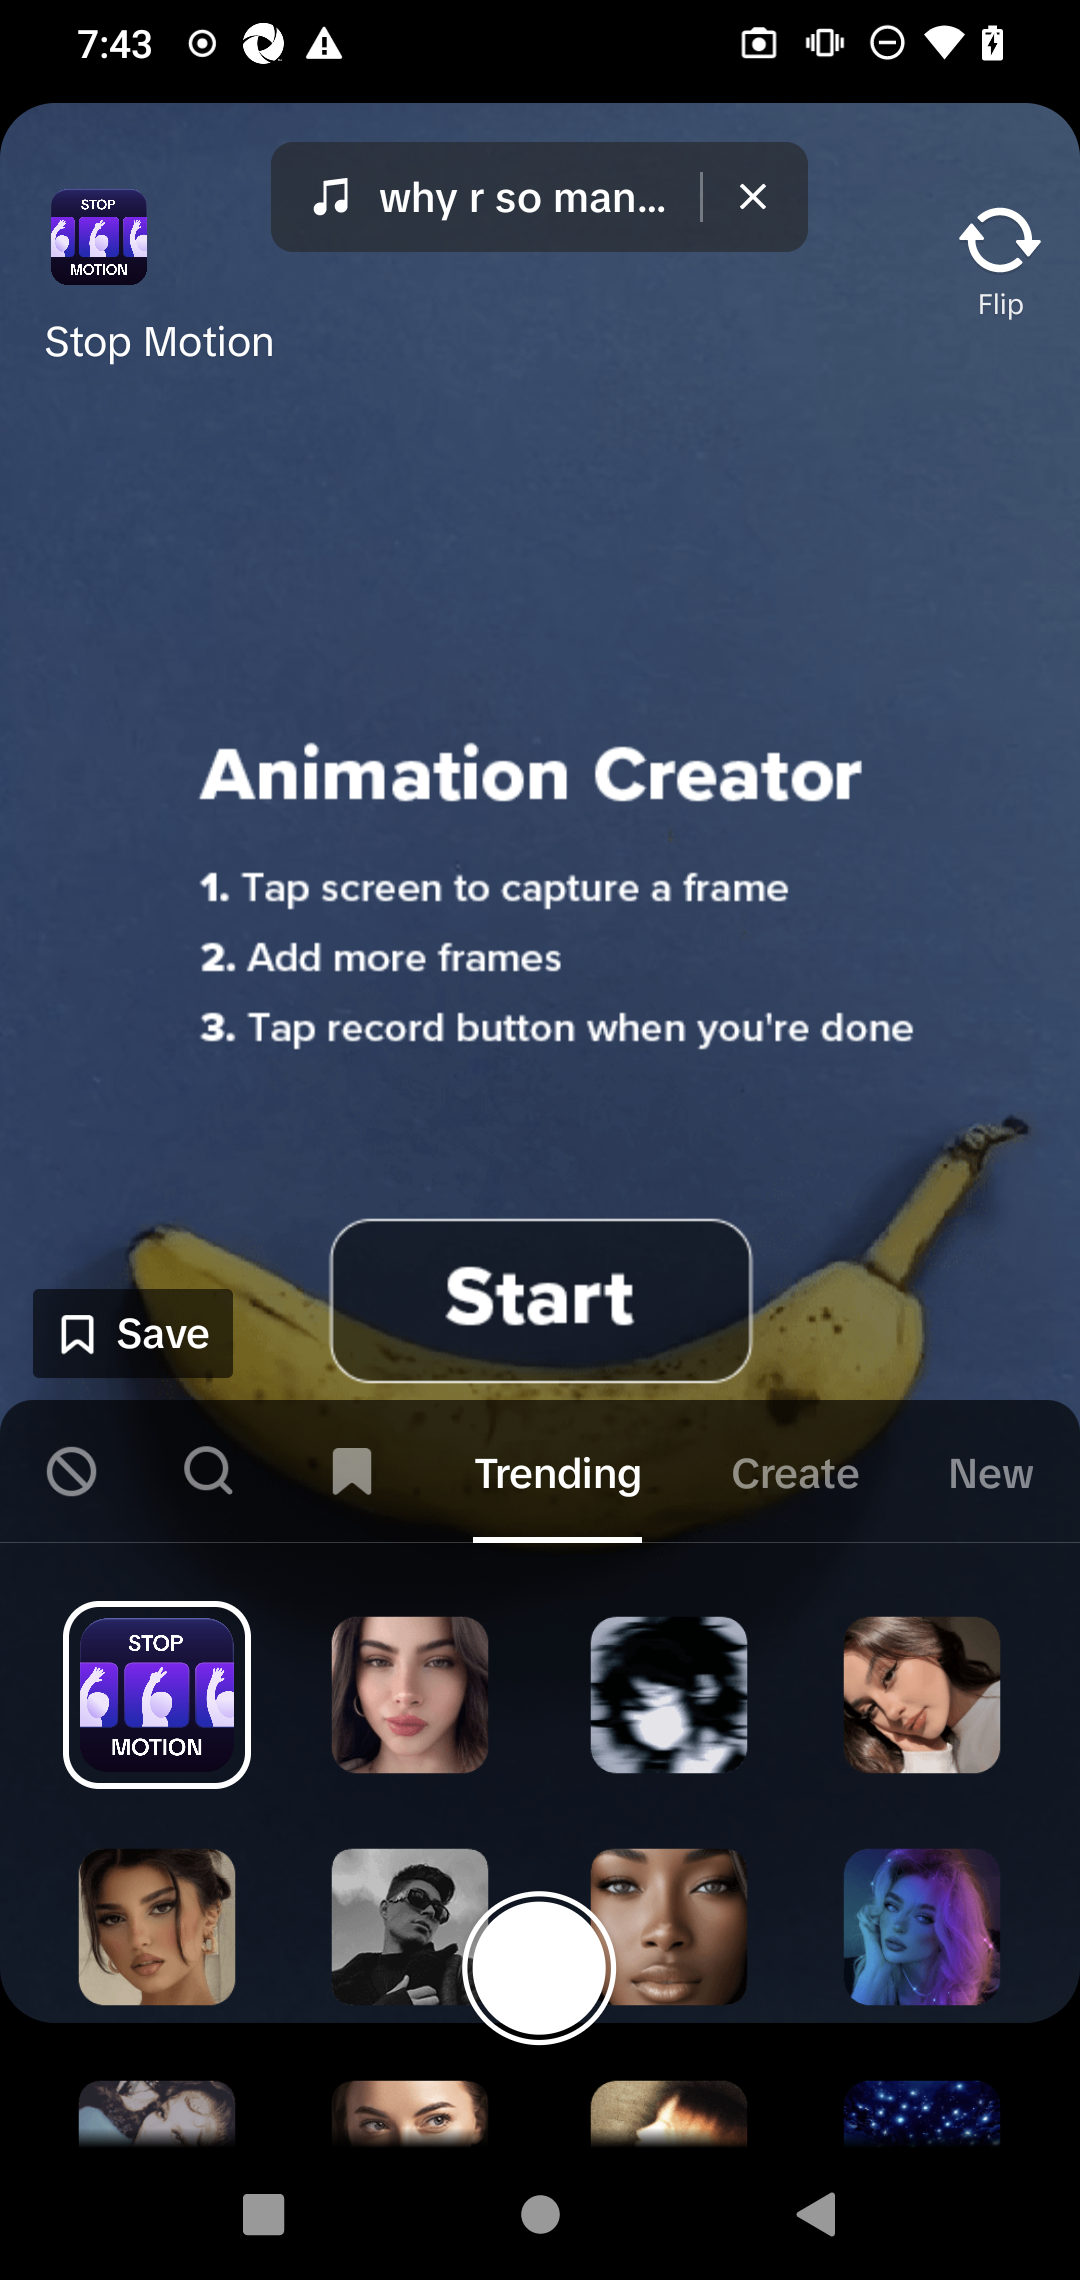 7:43
STOP
MOTION
why r so man...
Flip
Stop Motion
Animation Creator
1. Tap screen to capture a frame
2. Add more frames
3. Tap record button when you're done
Start
Save
Trending
Create
New
STOP
MOTION